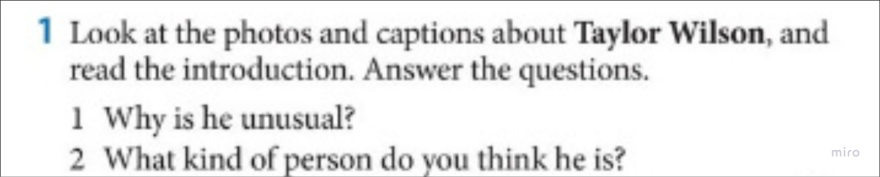 1 Look at the photos and captions about Taylor Wilson, and
read the introduction. Answer the questions.
1 Why is he unusual?
2 What kind of person do you think he is?
miro